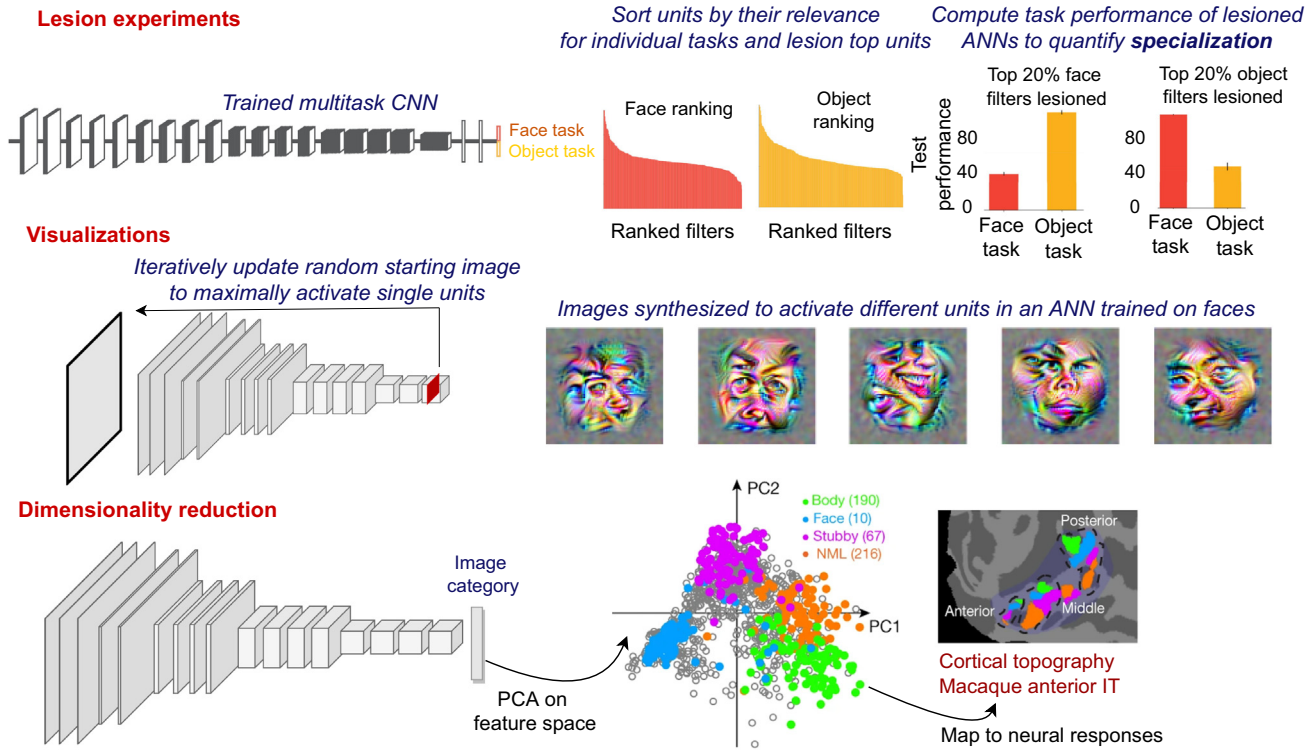 Lesion experiments
Sort units by their relevance
for individual tasks and lesion top units
Compute task performance of lesioned
ANNs to quantify specialization
Trained multitask CNN
Face task
Object task
Face ranking
Ranked filters
Object
ranking
Ranked filters
Test
performance
Top 20% face
filters lesioned
80
40
0
Face
task
Object
task
Top 20% object
filters lesioned
80
40
0
Face
task
Object
task
Visualizations
Iteratively update random starting image
to maximally activate single units
Images synthesized to activate different units in an ANN trained on faces
Dimensionality reduction
Image
category
PCA on
feature space
PC2
PC1
Body (190)
Face (10)
Stubby (67)
NML (216)
Posterior
Middle
Anterior
Cortical topography
Macaque anterior IT
Map to neural responses